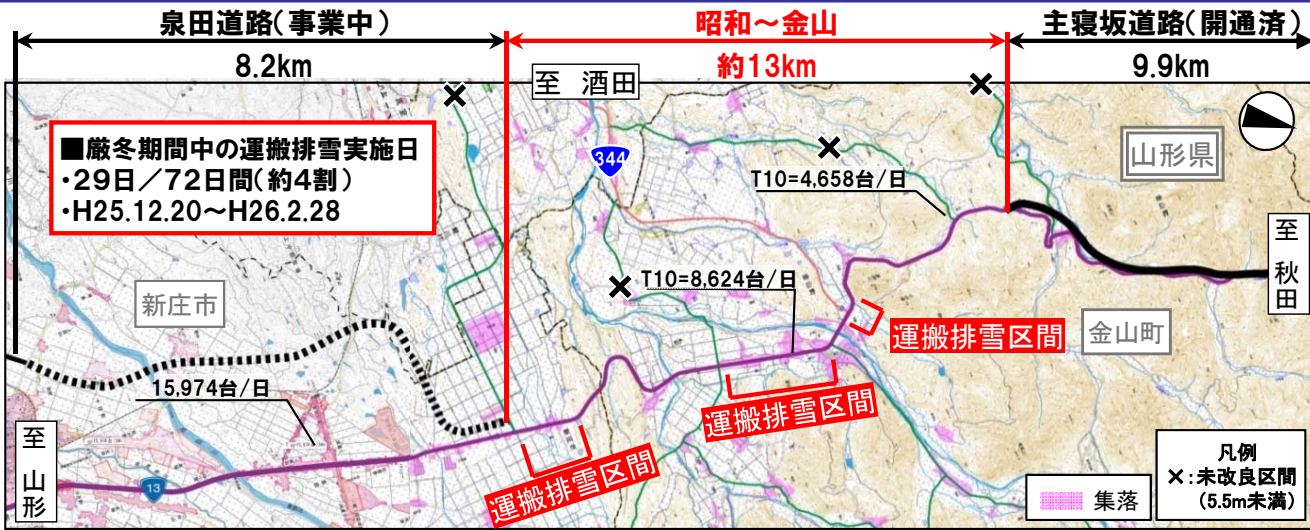 泉田道路(事業中)
昭和～金山
主寝坂道路(開通済)
8.2km
約13km
9.9km
至 酒田
■厳冬期間中の運搬排雪実施日
・29日／72日間(約4割)
・H25.12.20～H26.2.28
344
山形県
T10=4,658台/日
至秋田
新庄市
T10=8,624台/日
運搬排雪区間
金山町
15,974台/日
運搬排雪区間
運搬排雪区間
至山形
13
集落
凡例
×:未改良区間
(5.5m未満)